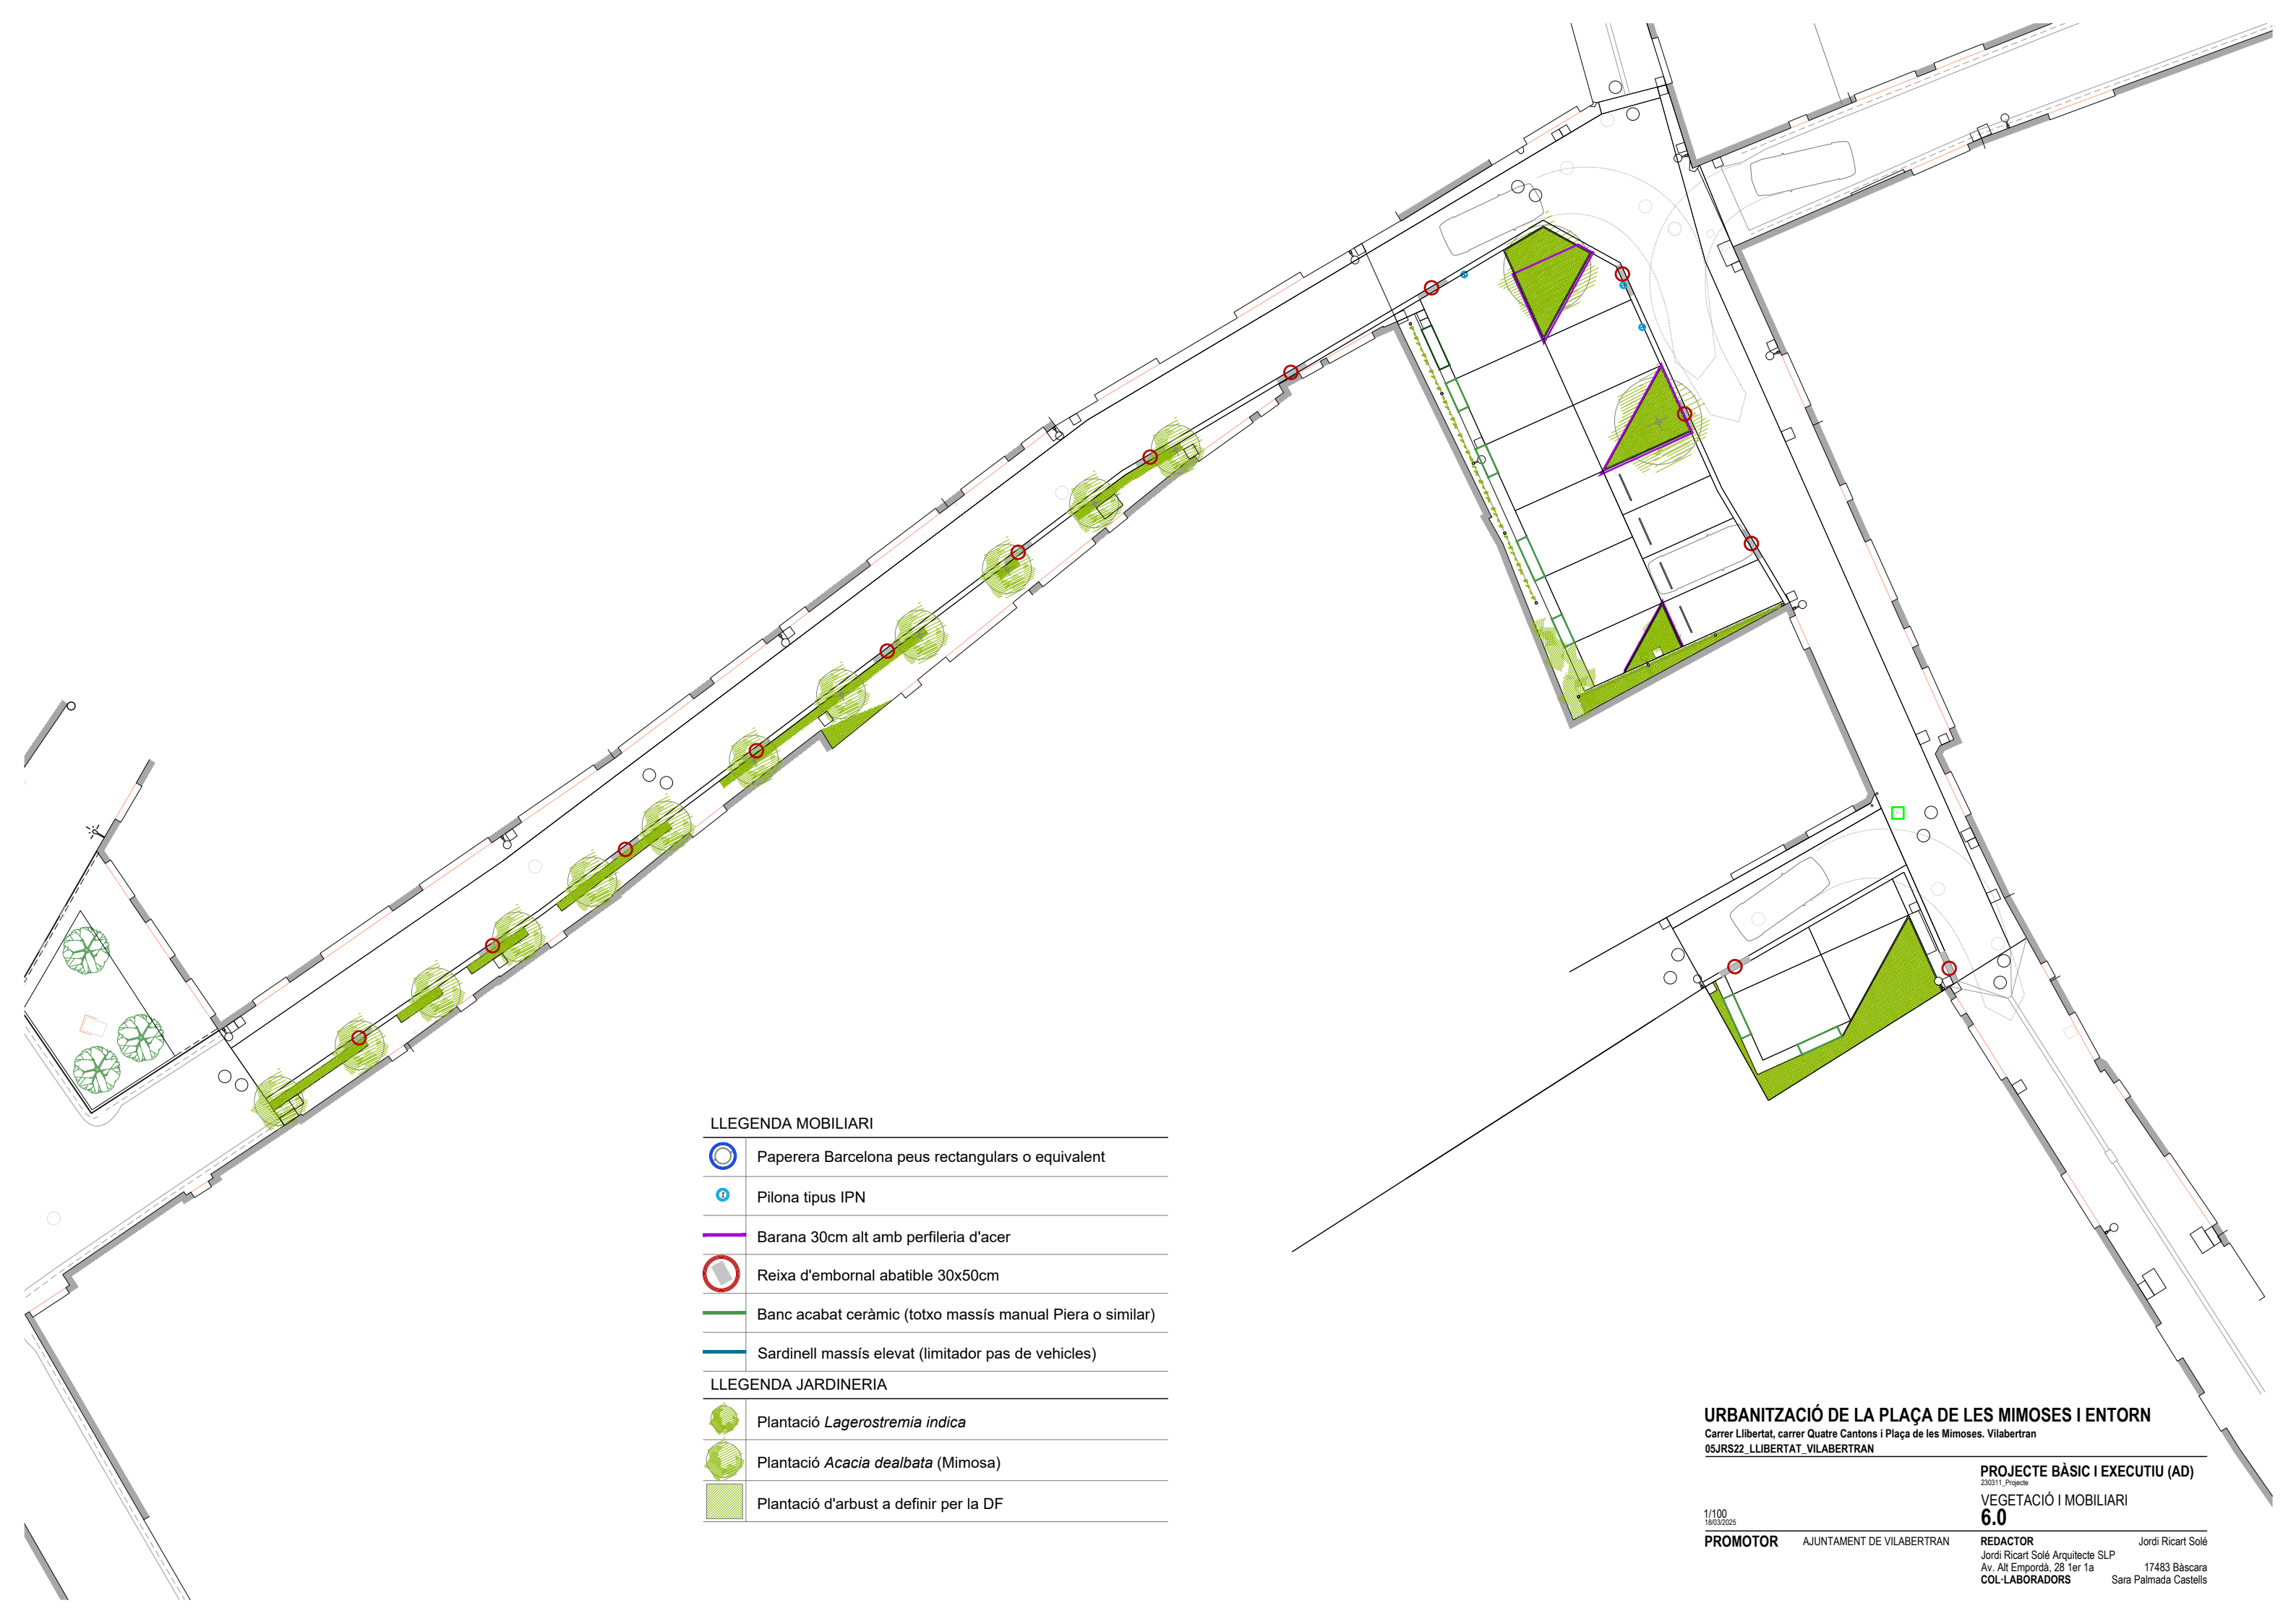 LLEGENDA MOBILIARI
Paperera Barcelona peus rectangulars o equivalent
Pilona tipus IPN
Barana 30cm alt amb perfileria d'acer
Reixa d'embornal abatible 30x50cm
Banc acabat ceràmic (totxo massís manual Piera o similar)
Sardinell massís elevat (limitador pas de vehicles)
LLEGENDA JARDINERIA
Plantació Lagerostremia indica
Plantació Acacia dealbata (Mimosa)
Plantació d'arbust a definir per la DF
URBANITZACIÓ DE LA PLAÇA DE LES MIMOSES I ENTORN
Carrer Llibertat, carrer Quatre Cantons i Plaça de les Mimoses. Vilabertran
05JRS22_LLIBERTAT_VILABERTRAN
PROJECTE BÀSIC I EXECUTIU (AD)
230311_Projecte
VEGETACIÓ I MOBILIARI
6.0
1/100
18/03/2025
PROMOTOR AJUNTAMENT DE VILABERTRAN
REDACTOR Jordi Ricart Solé
Jordi Ricart Solé Arquitecte SLP
Av. Alt Empordà, 28 1er 1a 17483 Bàscara
COL·LABORADORS Sara Palmada Castells